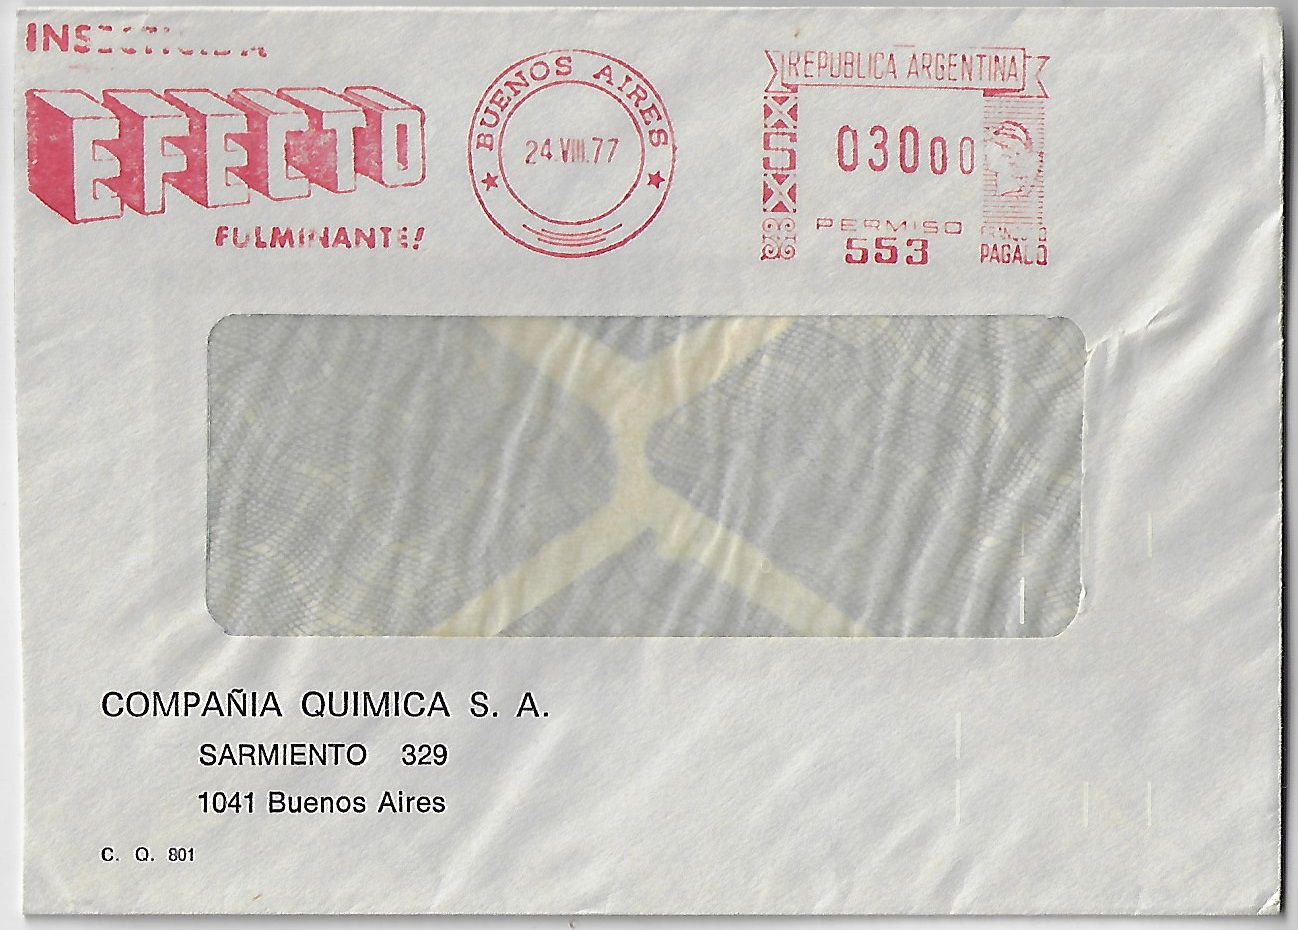 INSECTICIDA
EFECTO
FULMINANTE!
BUENOS AIRES
24 VIII.77
REPUBLICA ARGENTINA
03000
PERMISO
553
PAGADO
COMPAÑIA QUIMICA S. A.
SARMIENTO 329
1041 Buenos Aires
C. Q. 801